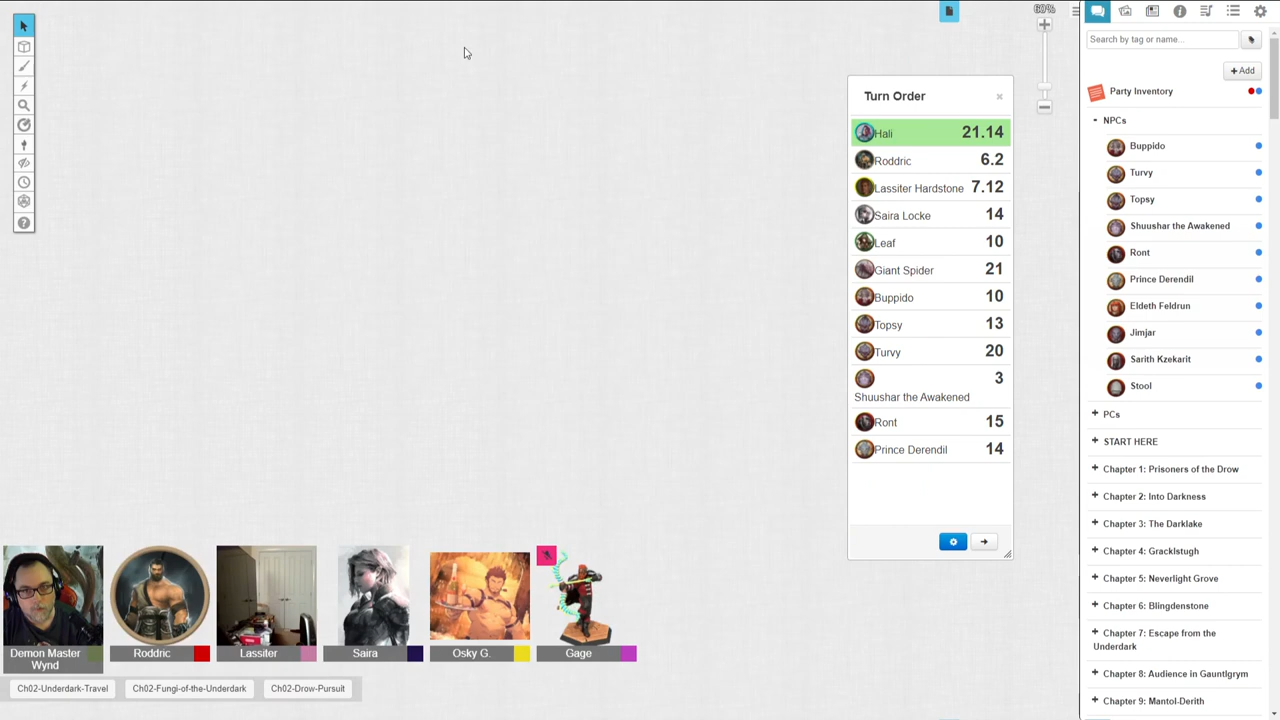 60%
Search by tag or name...
+ Add
Party Inventory
NPCs
Buppido
Turvy
Topsy
Shuushar the Awakened
Ront
Prince Derendil
Eldeth Feldrun
Jimjar
Sarith Kzekarit
Stool
PCs
START HERE
Chapter 1: Prisoners of the Drow
Chapter 2: Into Darkness
Chapter 3: The Darklake
Chapter 4: Gracklstugh
Chapter 5: Neverlight Grove
Chapter 6: Blingdenstone
Chapter 7: Escape from the
Underdark
Chapter 8: Audience in Gauntlgrym
Chapter 9: Mantol-Derith
Turn Order
Hali 21.14
Roddric 6.2
Lassiter Hardstone 7.12
Saira Locke 14
Leaf 10
Giant Spider 21
Buppido 10
Topsy 13
Turvy 20
3
Shuushar the Awakened
Ront 15
Prince Derendil 14
Demon Master
Wynd
Roddric
Lassiter
Saira
Osky G.
Gage
Ch02-Underdark-Travel
Ch02-Fungi-of-the-Underdark
Ch02-Drow-Pursuit